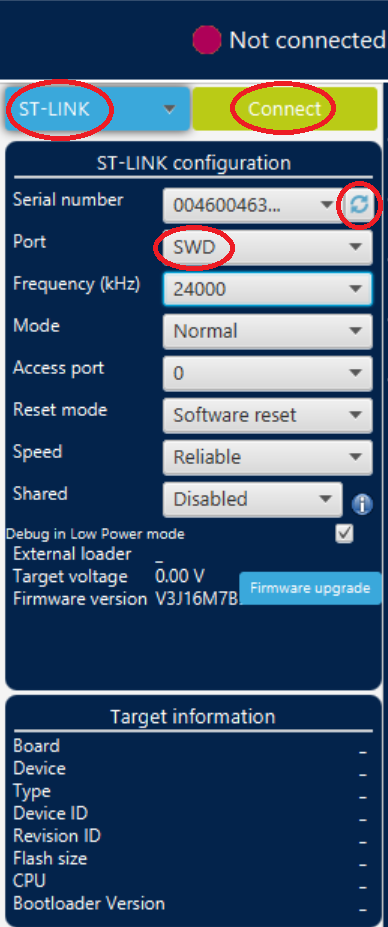 Not connected
ST-LINK Connect
ST-LINK configuration
Serial number 004600463...
Port SWD
Frequency (kHz) 24000
Mode Normal
Access port 0
Reset mode Software reset
Speed Reliable
Shared Disabled
Debug in Low Power mode
External loader _
Target voltage 0.00 V
Firmware version V3J16M7B Firmware upgrade
Target information
Board _
Device _
Type _
Device ID _
Revision ID _
Flash size _
CPU _
Bootloader Version _